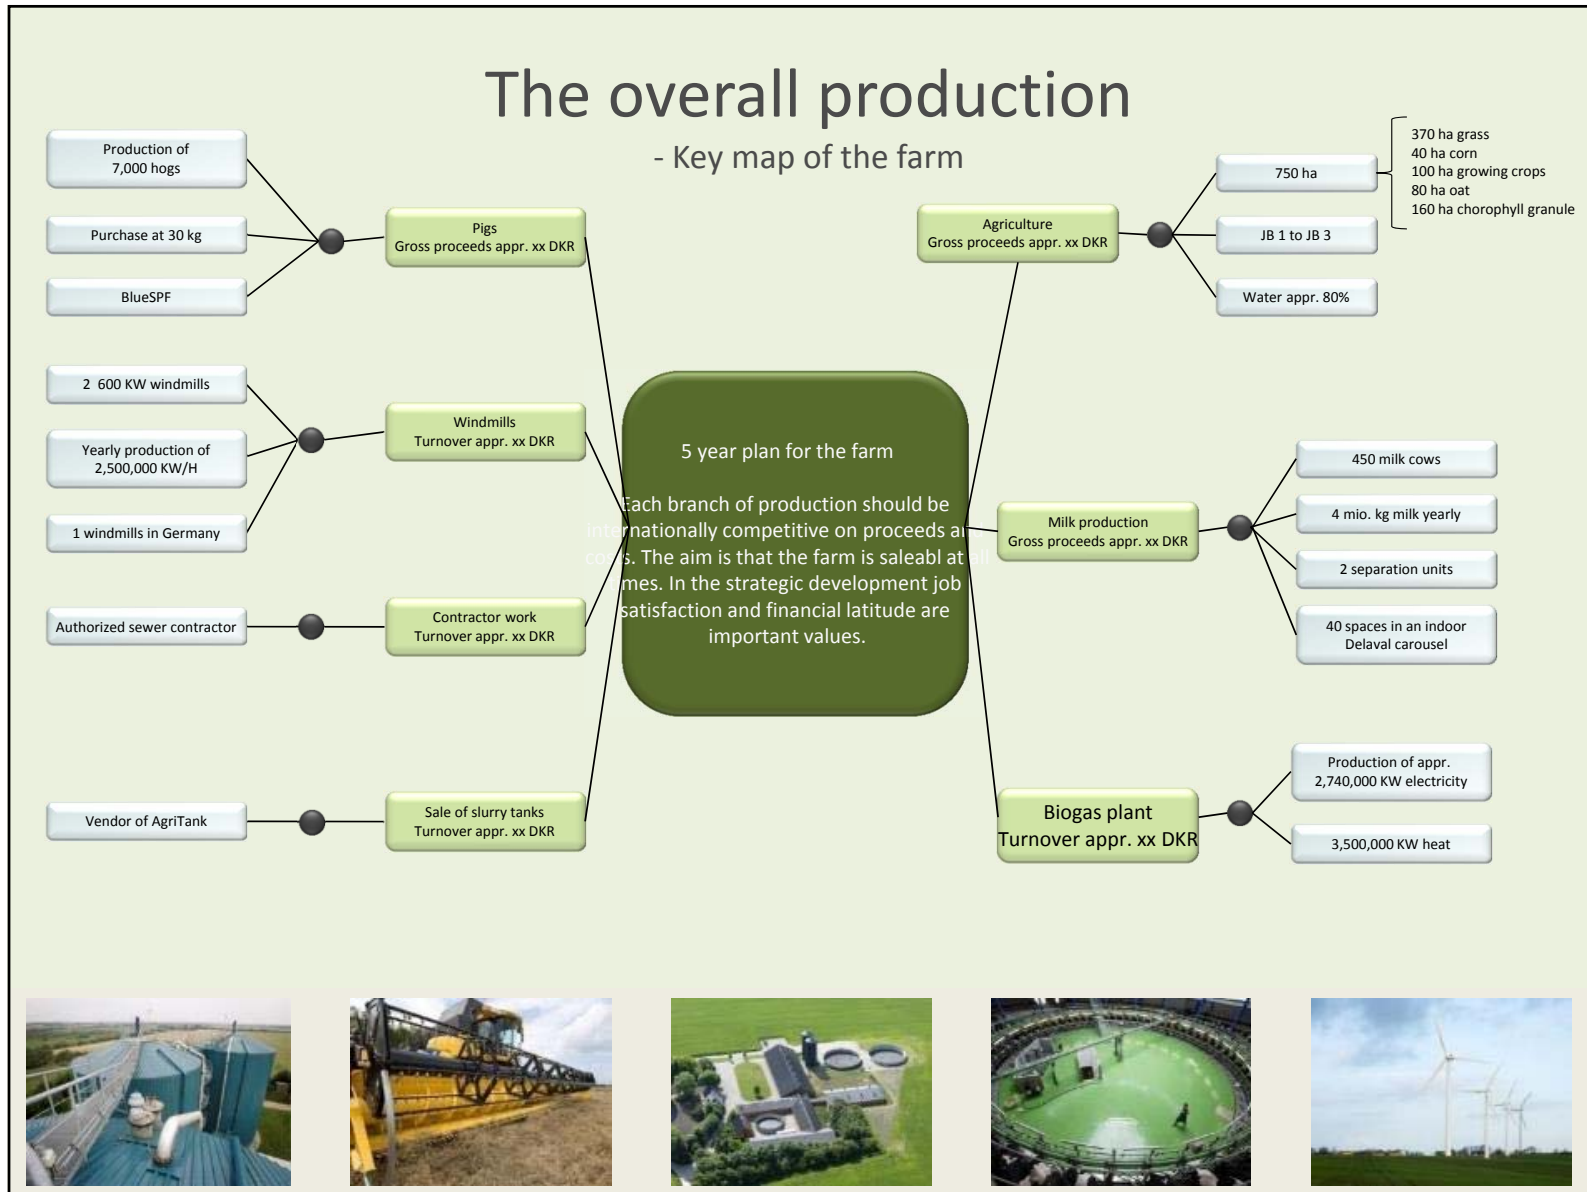 The overall production
- Key map of the farm
Production of
7,000 hogs
Purchase at 30 kg
BlueSPF
Pigs
Gross proceeds appr. xx DKR
2  600 KW windmills
Yearly production of
2,500,000 KW/H
1 windmills in Germany
Windmills
Turnover appr. xx DKR
Authorized sewer contractor
Contractor work
Turnover appr. xx DKR
Vendor of AgriTank
Sale of slurry tanks
Turnover appr. xx DKR
5 year plan for the farm
Each branch of production should be
internationally competitive on proceeds and
costs. The aim is that the farm is saleabl at all
times. In the strategic development job
satisfaction and financial latitude are
important values.
Agriculture
Gross proceeds appr. xx DKR
750 ha
370 ha grass
40 ha corn
100 ha growing crops
80 ha oat
160 ha chorophyll granule
JB 1 to JB 3
Water appr. 80%
Milk production
Gross proceeds appr. xx DKR
450 milk cows
4 mio. kg milk yearly
2 separation units
40 spaces in an indoor
Delaval carousel
Biogas plant
Turnover appr. xx DKR
Production of appr.
2,740,000 KW electricity
3,500,000 KW heat